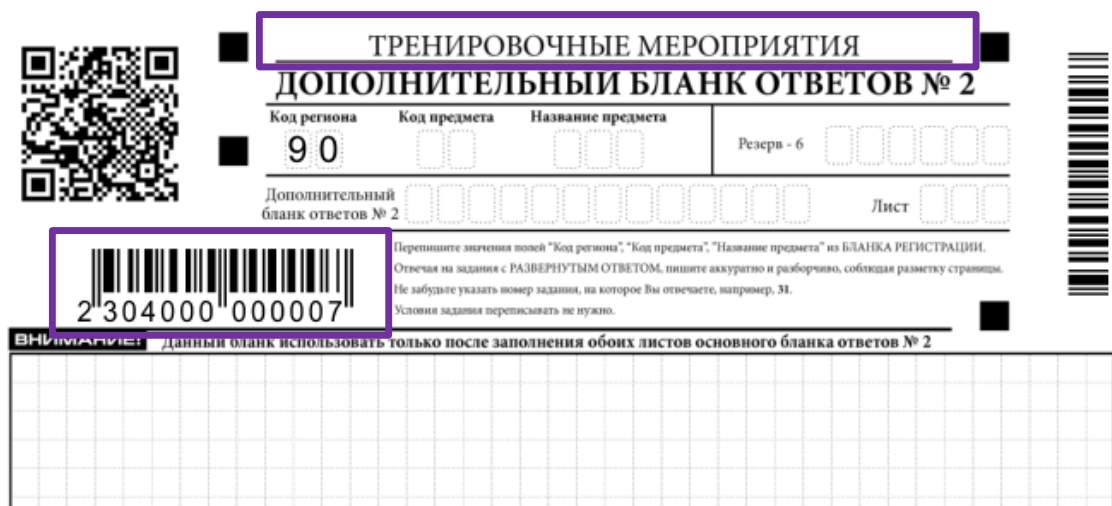 ТРЕНИРОВОЧНЫЕ МЕРОПРИЯТИЯ
ДОПОЛНИТЕЛЬНЫЙ БЛАНК ОТВЕТОВ № 2
Код региона Код предмета Название предмета
90
Резерв - 6
Дополнительный
бланк ответов № 2
Лист
Перепишите значения полей "Код региона", "Код предмета", "Название предмета" из БЛАНКА РЕГИСТРАЦИИ.
Отвечая на задания с РАЗВЕРНУТЫМ ОТВЕТОМ, пишите аккуратно и разборчиво, соблюдая разметку страницы.
Не забудьте указать номер задания, на которое Вы отвечаете, например, 31.
Условия задания переписывать не нужно.
2 304000 000007
ВНИМАНИЕ! Данный бланк использовать только после заполнения обоих листов основного бланка ответов № 2